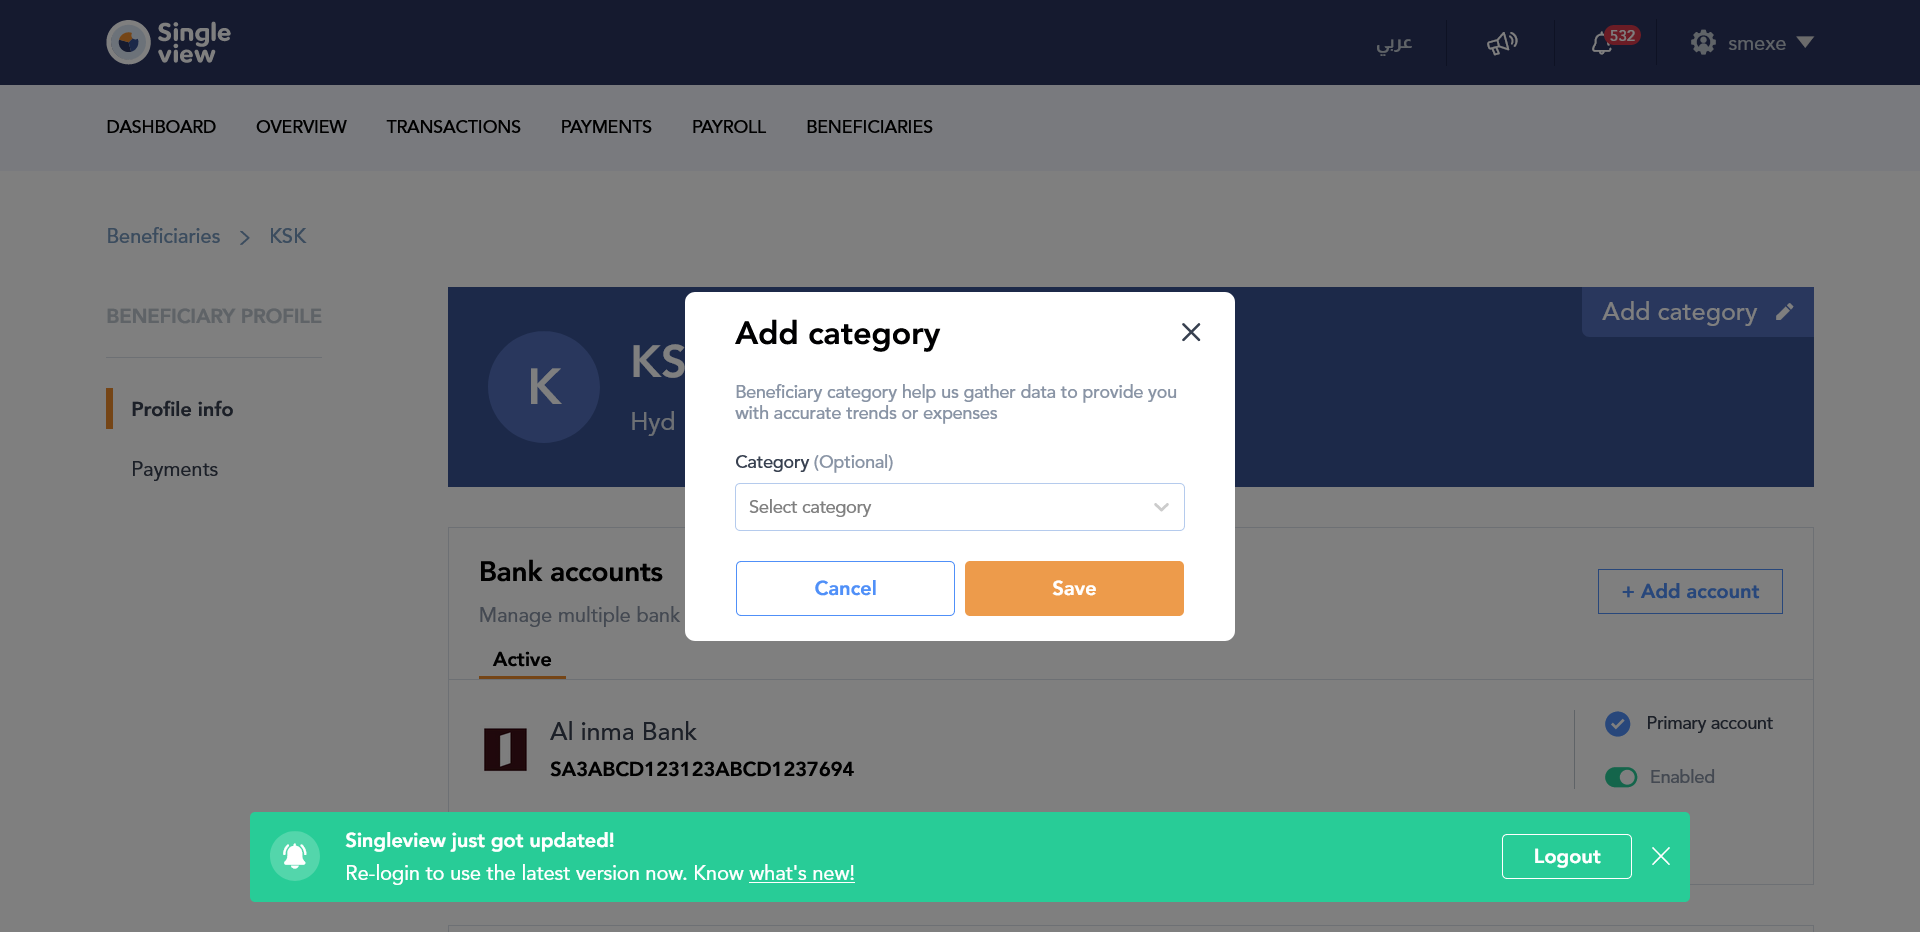 Single
view
عربي
532
smexe
DASHBOARD OVERVIEW TRANSACTIONS PAYMENTS PAYROLL BENEFICIARIES
Beneficiaries > KSK
BENEFICIARY PROFILE
Profile info
Payments
K
KS
Hyd
Add category
Add category
Beneficiary category help us gather data to provide you
with accurate trends or expenses
Category (Optional)
Select category
Cancel
Save
Bank accounts
Manage multiple bank
+ Add account
Active
Al inma Bank
SA3ABCD123123ABCD1237694
Primary account
Enabled
Singleview just got updated!
Re-login to use the latest version now. Know what's new!
Logout